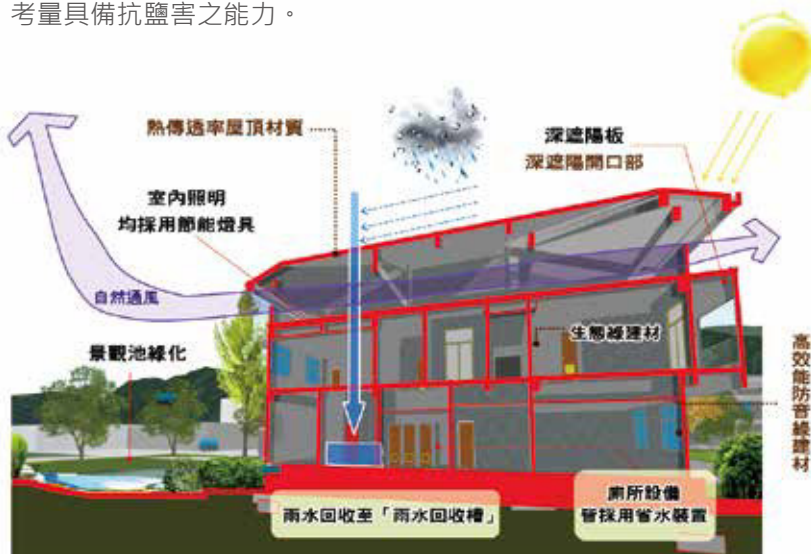 考量具備抗鹽害之能力。
熱傳透率屋頂材質
深遮陽板
深遮陽開口部
室內照明
均採用節能燈具
自然通風
生態綠建材
景觀池綠化
高效能防音綠建材
雨水回收至「雨水回收槽」
廁所設備
皆採用省水裝置